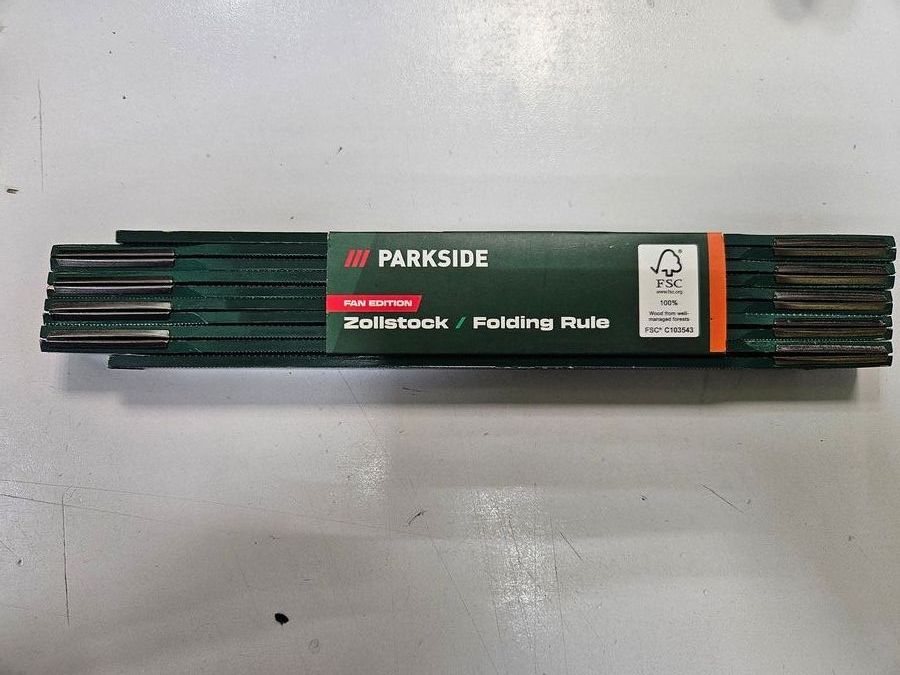 PARKSIDE
FAN EDITION
Zollstock / Folding Rule
FSC
www.fsc.org
100%
Wood from well-
managed forests
FSC® C103543